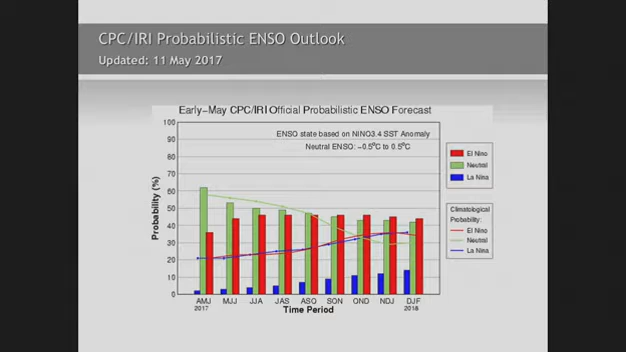 CPC/IRI Probabilistic ENSO Outlook
Updated: 11 May 2017
Early-May CPC/IRI Official Probabilistic ENSO Forecast
ENSO state based on NINO3.4 SST Anomaly
Neutral ENSO: -0.5ºC to 0.5ºC
Probability (%)
100
90
80
70
60
50
40
30
20
10
0
AMJ MJJ JJA JAS ASO SON OND NDJ DJF
2017 2018
Time Period
El Nino
Neutral
La Nina
Climatological
Probability:
El Nino
Neutral
La Nina